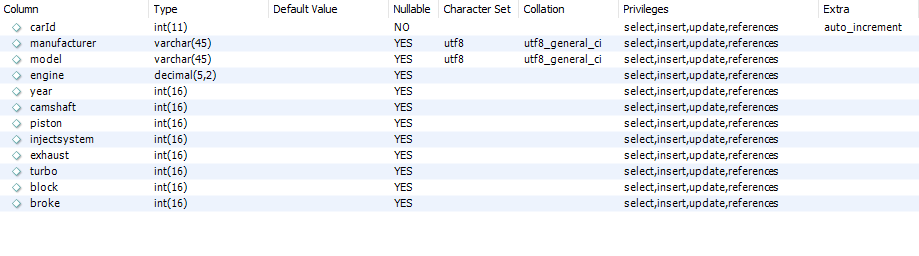 Column Type Default Value Nullable Character Set Collation Privileges Extra
carId int(11) NO select,insert,update,references auto_increment
manufacturer varchar(45) YES utf8 utf8_general_ci select,insert,update,references
model varchar(45) YES utf8 utf8_general_ci select,insert,update,references
engine decimal(5,2) YES select,insert,update,references
year int(16) YES select,insert,update,references
camshaft int(16) YES select,insert,update,references
piston int(16) YES select,insert,update,references
injectsystem int(16) YES select,insert,update,references
exhaust int(16) YES select,insert,update,references
turbo int(16) YES select,insert,update,references
block int(16) YES select,insert,update,references
broke int(16) YES select,insert,update,references